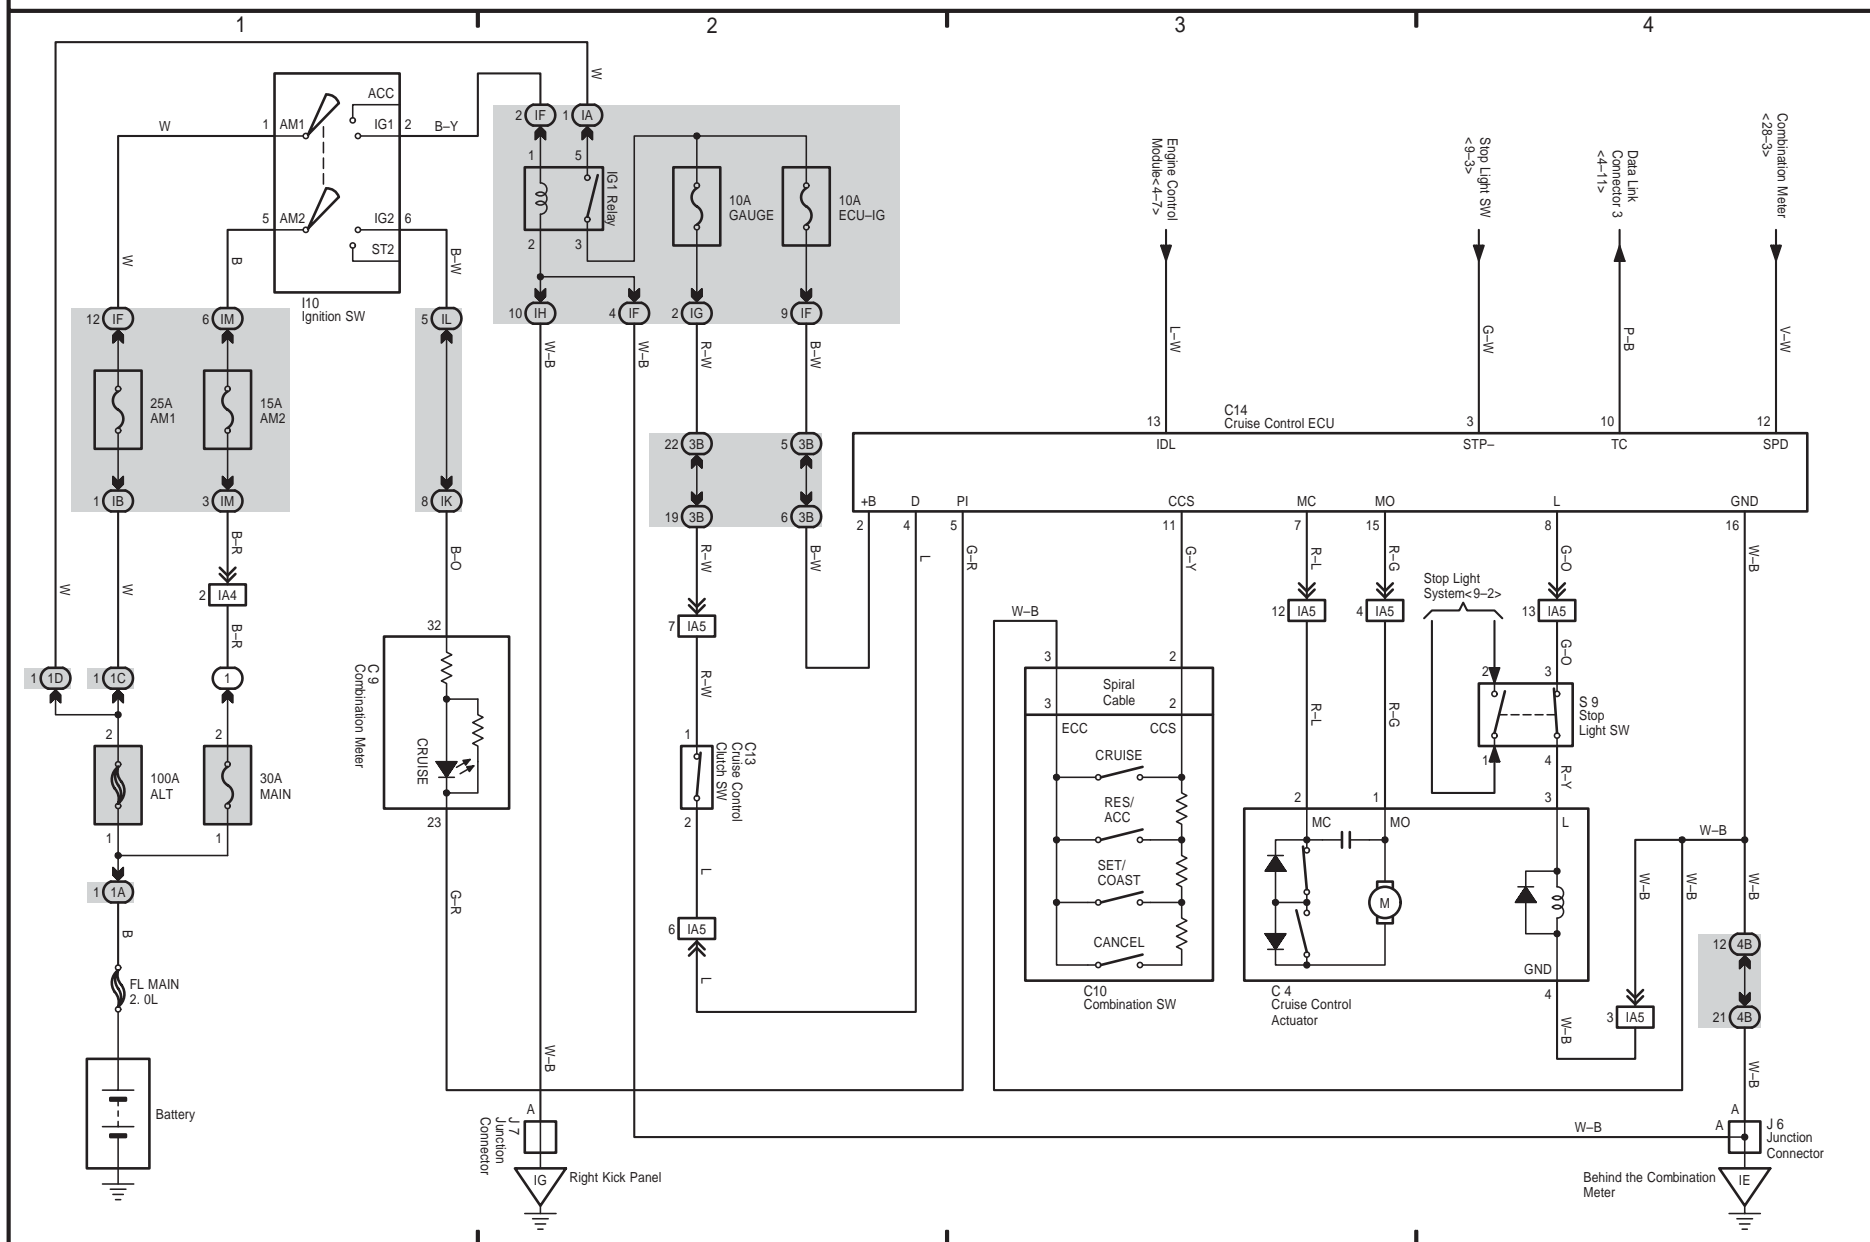 1
2
3
4
W
ACC
1
AM1
IG1
2
B–Y
W
5
AM2
IG2
6
ST2
I10
Ignition SW
W
B
B–W
2
IF
1
IA
1
5
IG1 Relay
2
3
10A
GAUGE
10A
ECU–IG
10
IH
4
IF
2
IG
9
IF
W–B
W–B
R–W
B–W
Engine Control
Module<4–7>
Stop Light SW
<9–3>
Data Link
Connector 3
<4–11>
Combination Meter
<28–3>
L–W
G–W
P–B
V–W
12
IF
6
IM
5
IL
25A
AM1
15A
AM2
1
IB
3
IM
8
IK
22
3B
5
3B
19
3B
6
3B
C14
Cruise Control ECU
13
3
10
12
IDL
STP–
TC
SPD
+B
D
PI
CCS
MC
MO
L
GND
2
4
5
11
7
15
8
16
B–R
W
W
B–O
2
IA4
B–R
R–W
B–W
L
G–R
G–Y
R–L
R–G
G–O
W–B
7
IA5
R–W
12
IA5
4
IA5
Stop Light
System<9–2>
13
IA5
G–O
W–B
1
1D
1
1C
1
32
C 9
Combination Meter
CRUISE
23
2
2
100A
ALT
30A
MAIN
1
1
1
1A
B
FL MAIN
2. 0L
Battery
G–R
1
C13
Cruise Control
Clutch SW
2
L
6
IA5
L
3
2
Spiral
Cable
3
2
ECC
CCS
CRUISE
RES/
ACC
SET/
COAST
CANCEL
C10
Combination SW
R–L
R–G
2
3
S 9
Stop
Light SW
1
4
R–Y
2
1
3
MC
MO
L
M
GND
C 4
Cruise Control
Actuator
4
W–B
W–B
W–B
W–B
W–B
3
IA5
12
4B
21
4B
W–B
W–B
A
J 7
Junction
Connector
IG
Right Kick Panel
W–B
A
A
J 6
Junction
Connector
Behind the Combination
Meter
IE